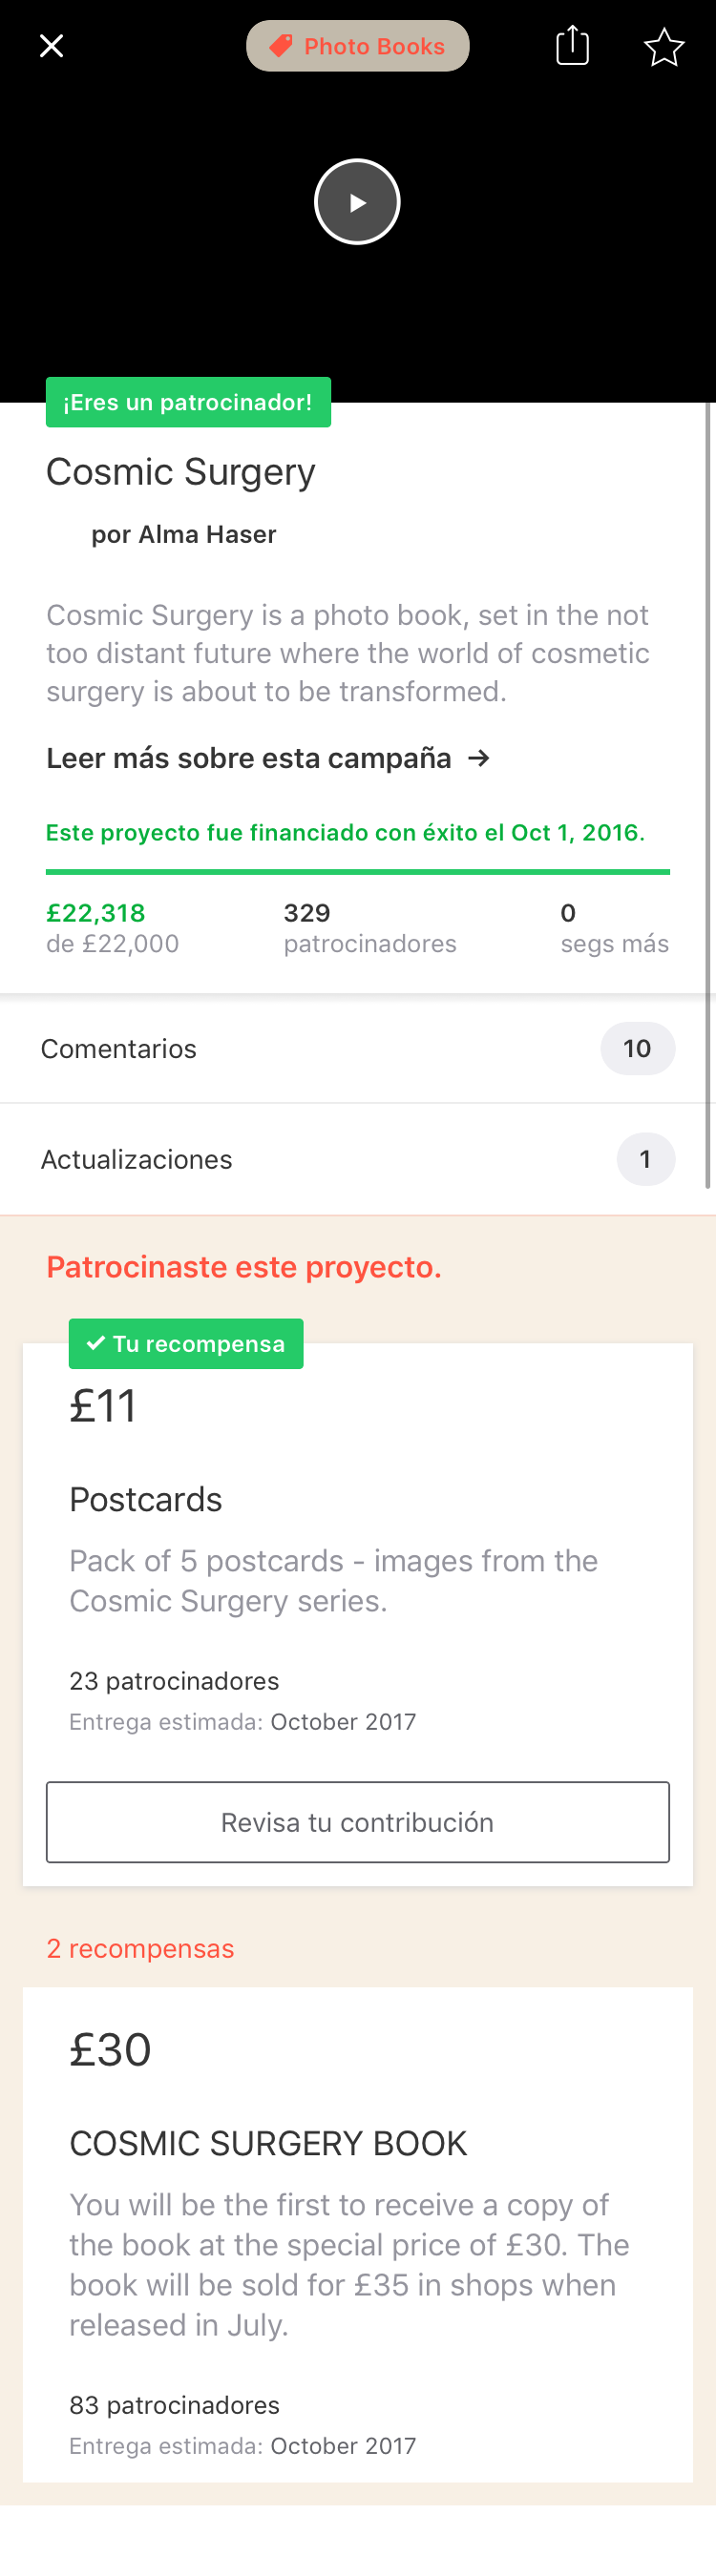 Photo Books
¡Eres un patrocinador!
Cosmic Surgery
por Alma Haser
Cosmic Surgery is a photo book, set in the not
too distant future where the world of cosmetic
surgery is about to be transformed.
Leer más sobre esta campaña →
Este proyecto fue financiado con éxito el Oct 1, 2016.
£22,318 329 0
de £22,000 patrocinadores segs más
Comentarios 10
Actualizaciones 1
Patrocinaste este proyecto.
✓ Tu recompensa
£11
Postcards
Pack of 5 postcards - images from the
Cosmic Surgery series.
23 patrocinadores
Entrega estimada: October 2017
Revisa tu contribución
2 recompensas
£30
COSMIC SURGERY BOOK
You will be the first to receive a copy of
the book at the special price of £30. The
book will be sold for £35 in shops when
released in July.
83 patrocinadores
Entrega estimada: October 2017